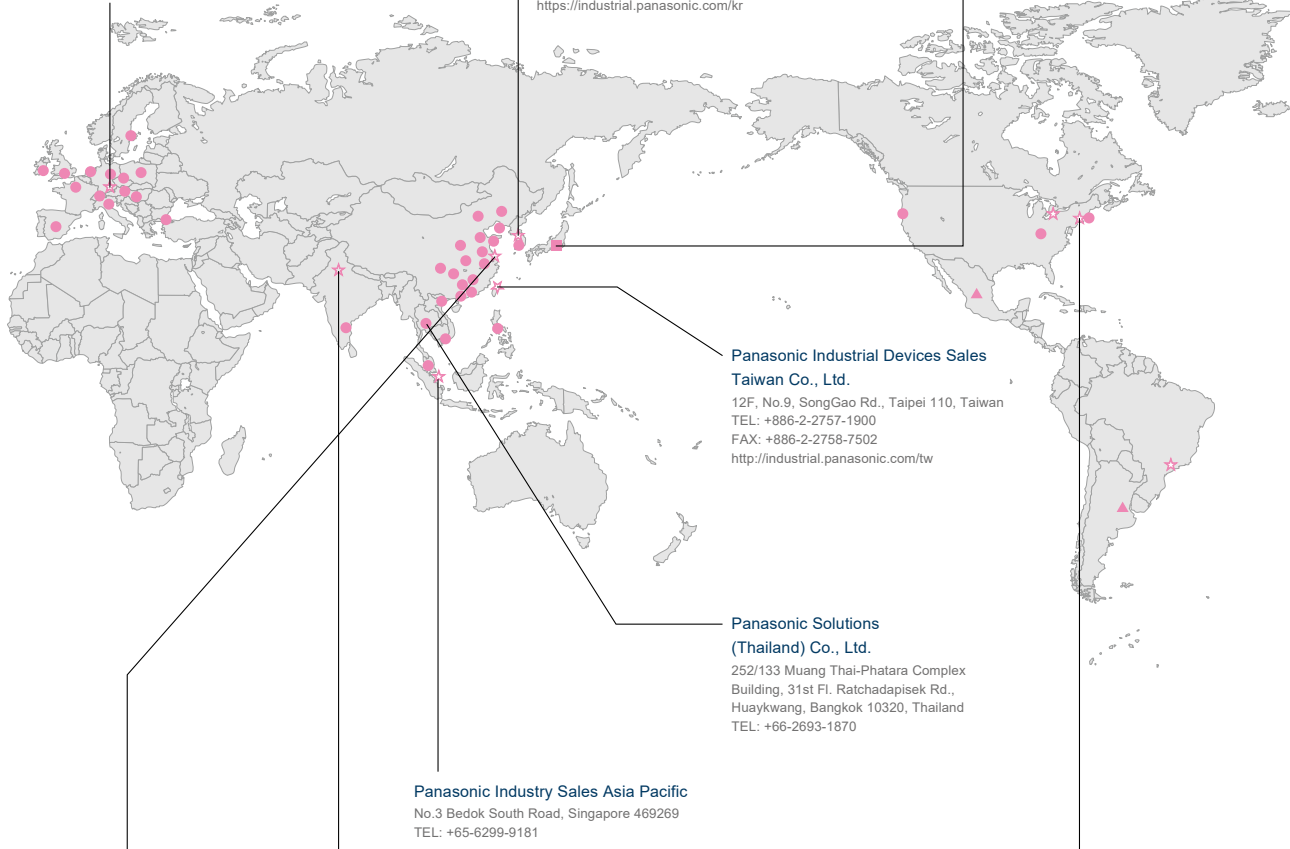 https://industrial.panasonic.com/kr
Panasonic Industrial Devices Sales
Taiwan Co., Ltd.
12F, No.9, SongGao Rd., Taipei 110, Taiwan
TEL: +886-2-2757-1900
FAX: +886-2-2758-7502
http://industrial.panasonic.com/tw
Panasonic Solutions
(Thailand) Co., Ltd.
252/133 Muang Thai-Phatara Complex
Building, 31st Fl. Ratchadapisek Rd.,
Huaykwang, Bangkok 10320, Thailand
TEL: +66-2693-1870
Panasonic Industry Sales Asia Pacific
No.3 Bedok South Road, Singapore 469269
TEL: +65-6299-9181